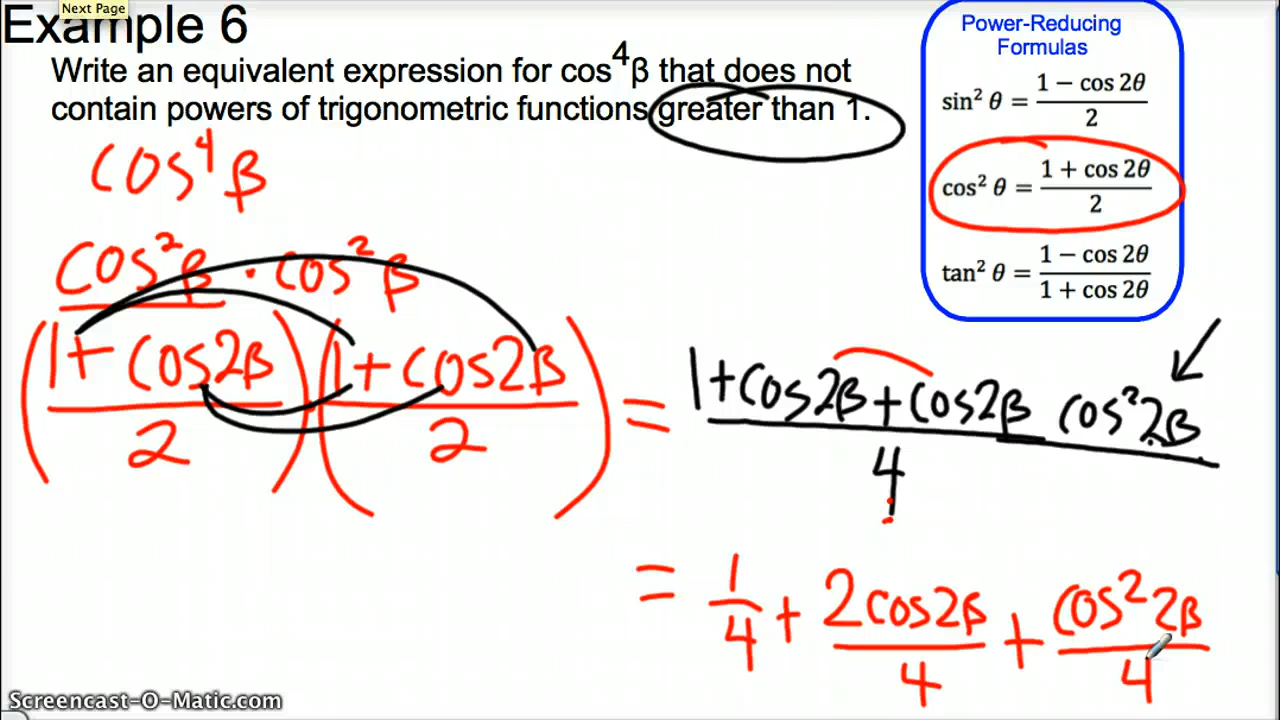 Next Page
Example 6
Write an equivalent expression for cos⁴β that does not
contain powers of trigonometric functions greater than 1.
Power-Reducing
Formulas
sin² θ = (1 − cos 2θ)/2
cos² θ = (1 + cos 2θ)/2
tan² θ = (1 − cos 2θ)/(1 + cos 2θ)
cos⁴ β
cos² β · cos² β
((1 + cos2β)/2)((1 + cos2β)/2) = (1 + cos2β + cos2β cos²2β)/4
= 1/4 + 2cos2β/4 + cos²2β/4
Screencast-O-Matic.com